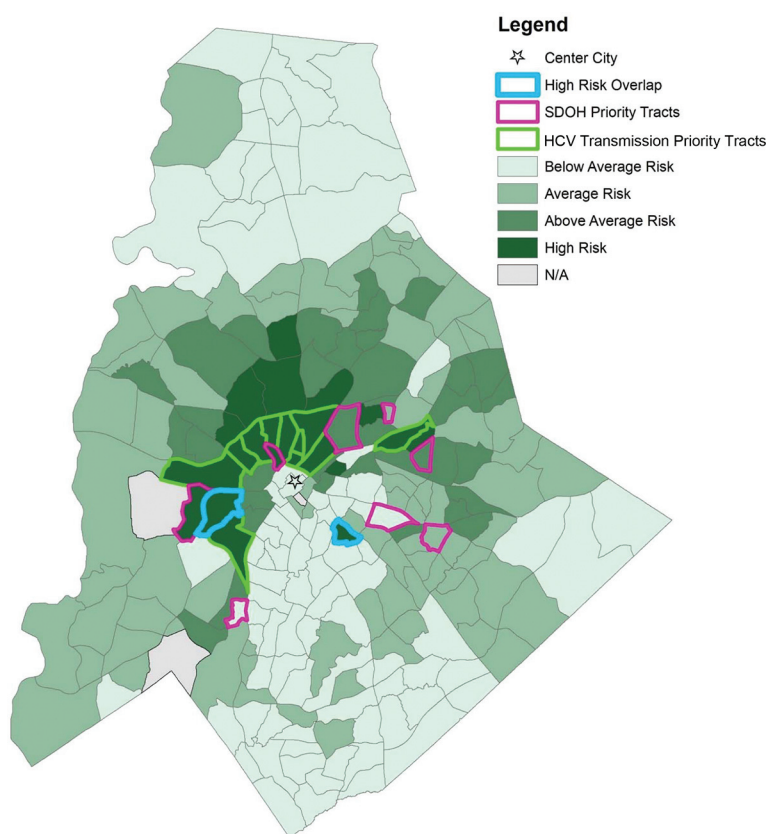 Legend
Center City
High Risk Overlap
SDOH Priority Tracts
HCV Transmission Priority Tracts
Below Average Risk
Average Risk
Above Average Risk
High Risk
N/A